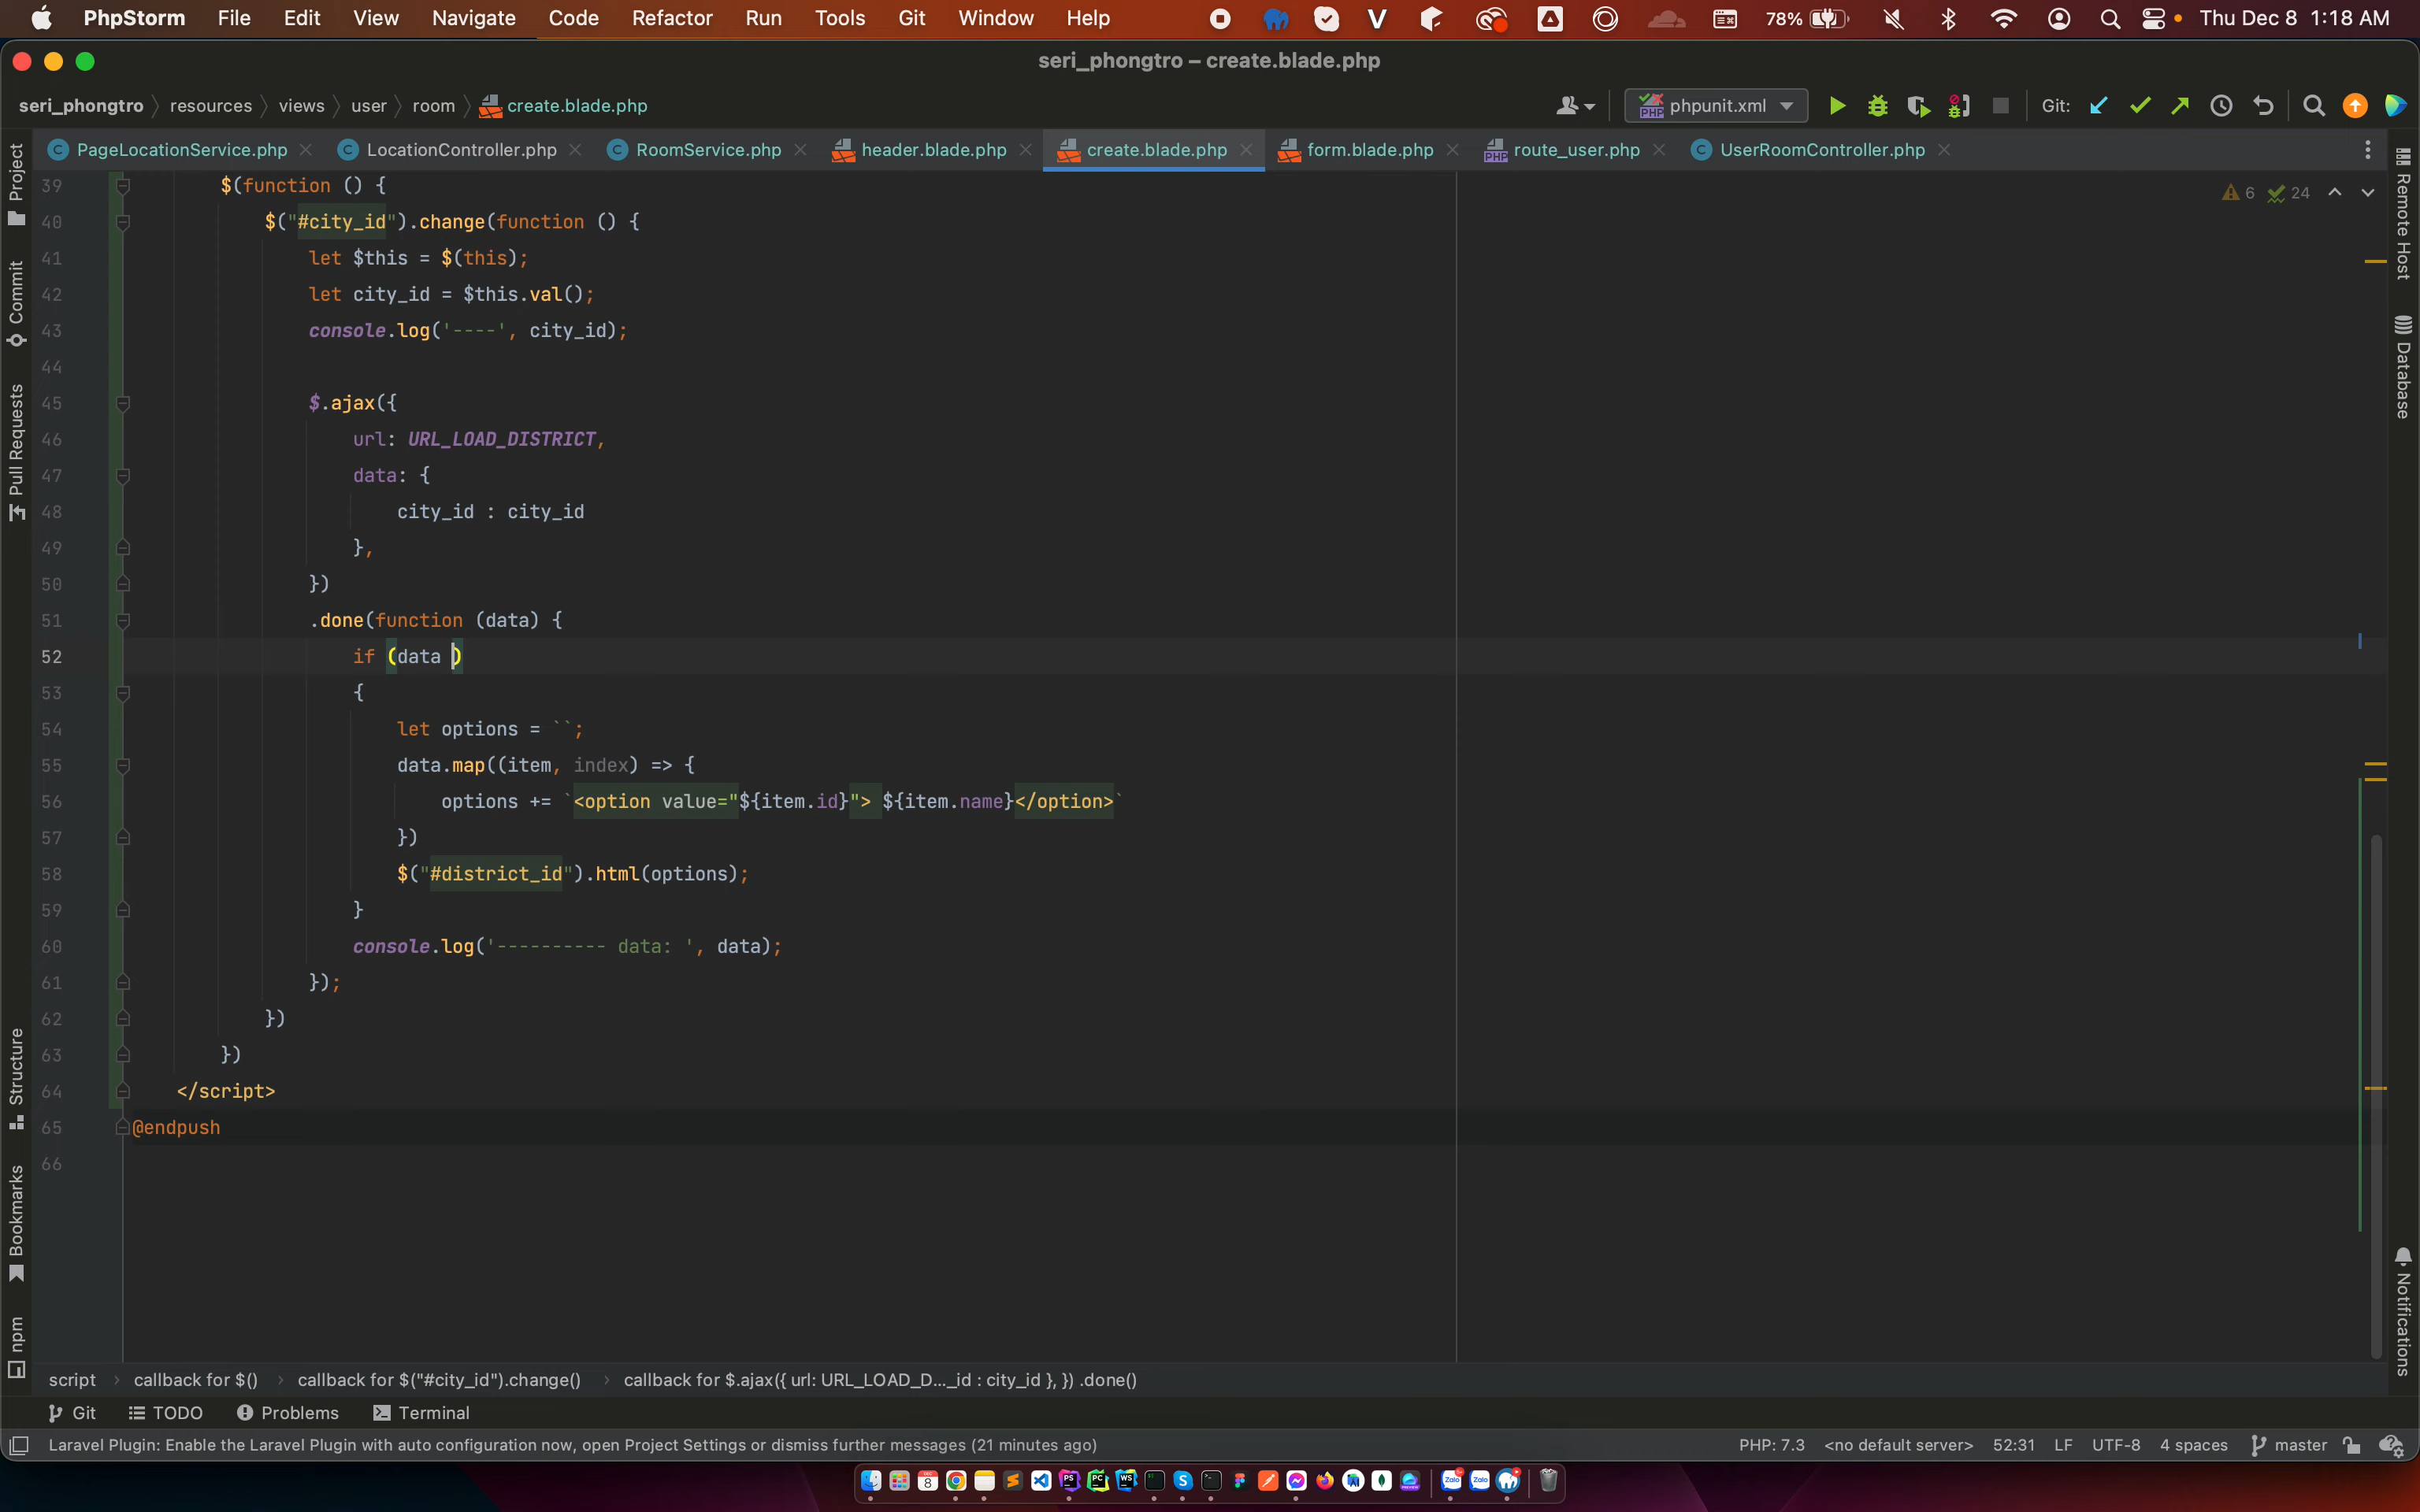 PhpStorm File Edit View Navigate Code Refactor Run Tools Git Window Help 78% Thu Dec 8 1:18 AM
seri_phongtro – create.blade.php
seri_phongtro resources views user room create.blade.php phpunit.xml Git:
PageLocationService.php LocationController.php RoomService.php header.blade.php create.blade.php form.blade.php route_user.php UserRoomController.php
6 24
39 $(function () {
40 $("#city_id").change(function () {
41 let $this = $(this);
42 let city_id = $this.val();
43 console.log('----', city_id);
44
45 $.ajax({
46 url: URL_LOAD_DISTRICT,
47 data: {
48 city_id : city_id
49 },
50 })
51 .done(function (data) {
52 if (data )
53 {
54 let options = ``;
55 data.map((item, index) => {
56 options += `<option value="${item.id}"> ${item.name}</option>`
57 })
58 $("#district_id").html(options);
59 }
60 console.log('---------- data: ', data);
61 });
62 })
63 })
64 </script>
65 @endpush
66
Project
Commit
Pull Requests
Structure
Bookmarks
npm
Remote Host
Database
Notifications
script callback for $() callback for $("#city_id").change() callback for $.ajax({ url: URL_LOAD_D..._id : city_id }, }) .done()
Git TODO Problems Terminal
Laravel Plugin: Enable the Laravel Plugin with auto configuration now, open Project Settings or dismiss further messages (21 minutes ago) PHP: 7.3 <no default server> 52:31 LF UTF-8 4 spaces master